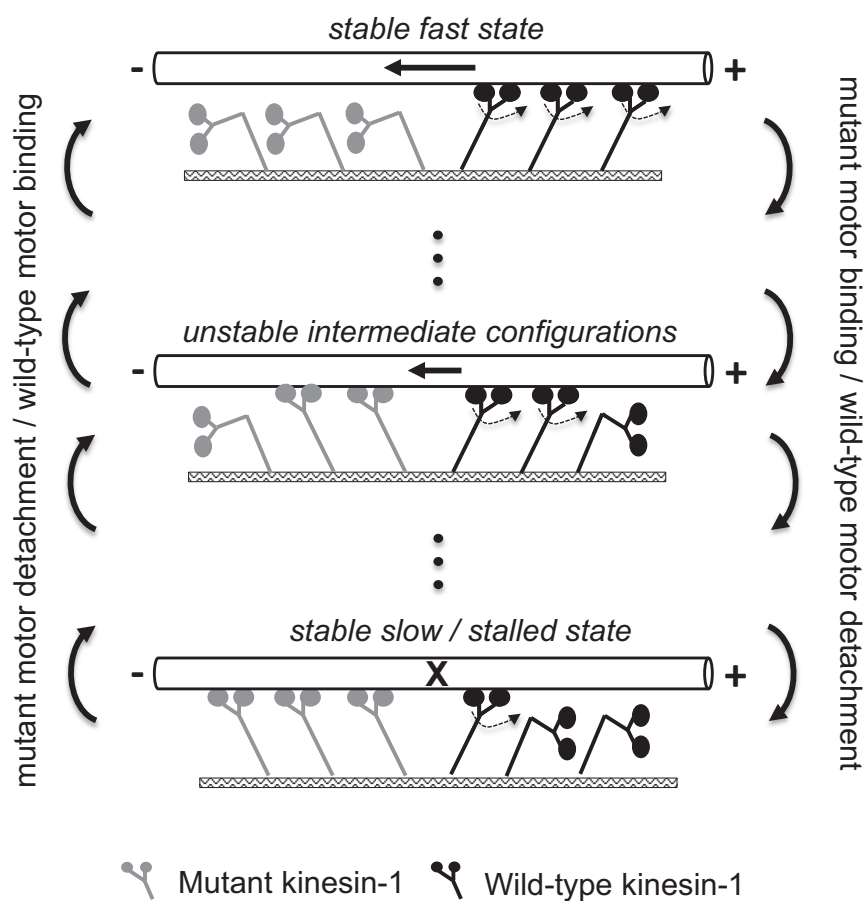 stable fast state
- +
mutant motor detachment / wild-type motor binding
mutant motor binding / wild-type motor detachment
unstable intermediate configurations
- +
stable slow / stalled state
- X +
Mutant kinesin-1 Wild-type kinesin-1